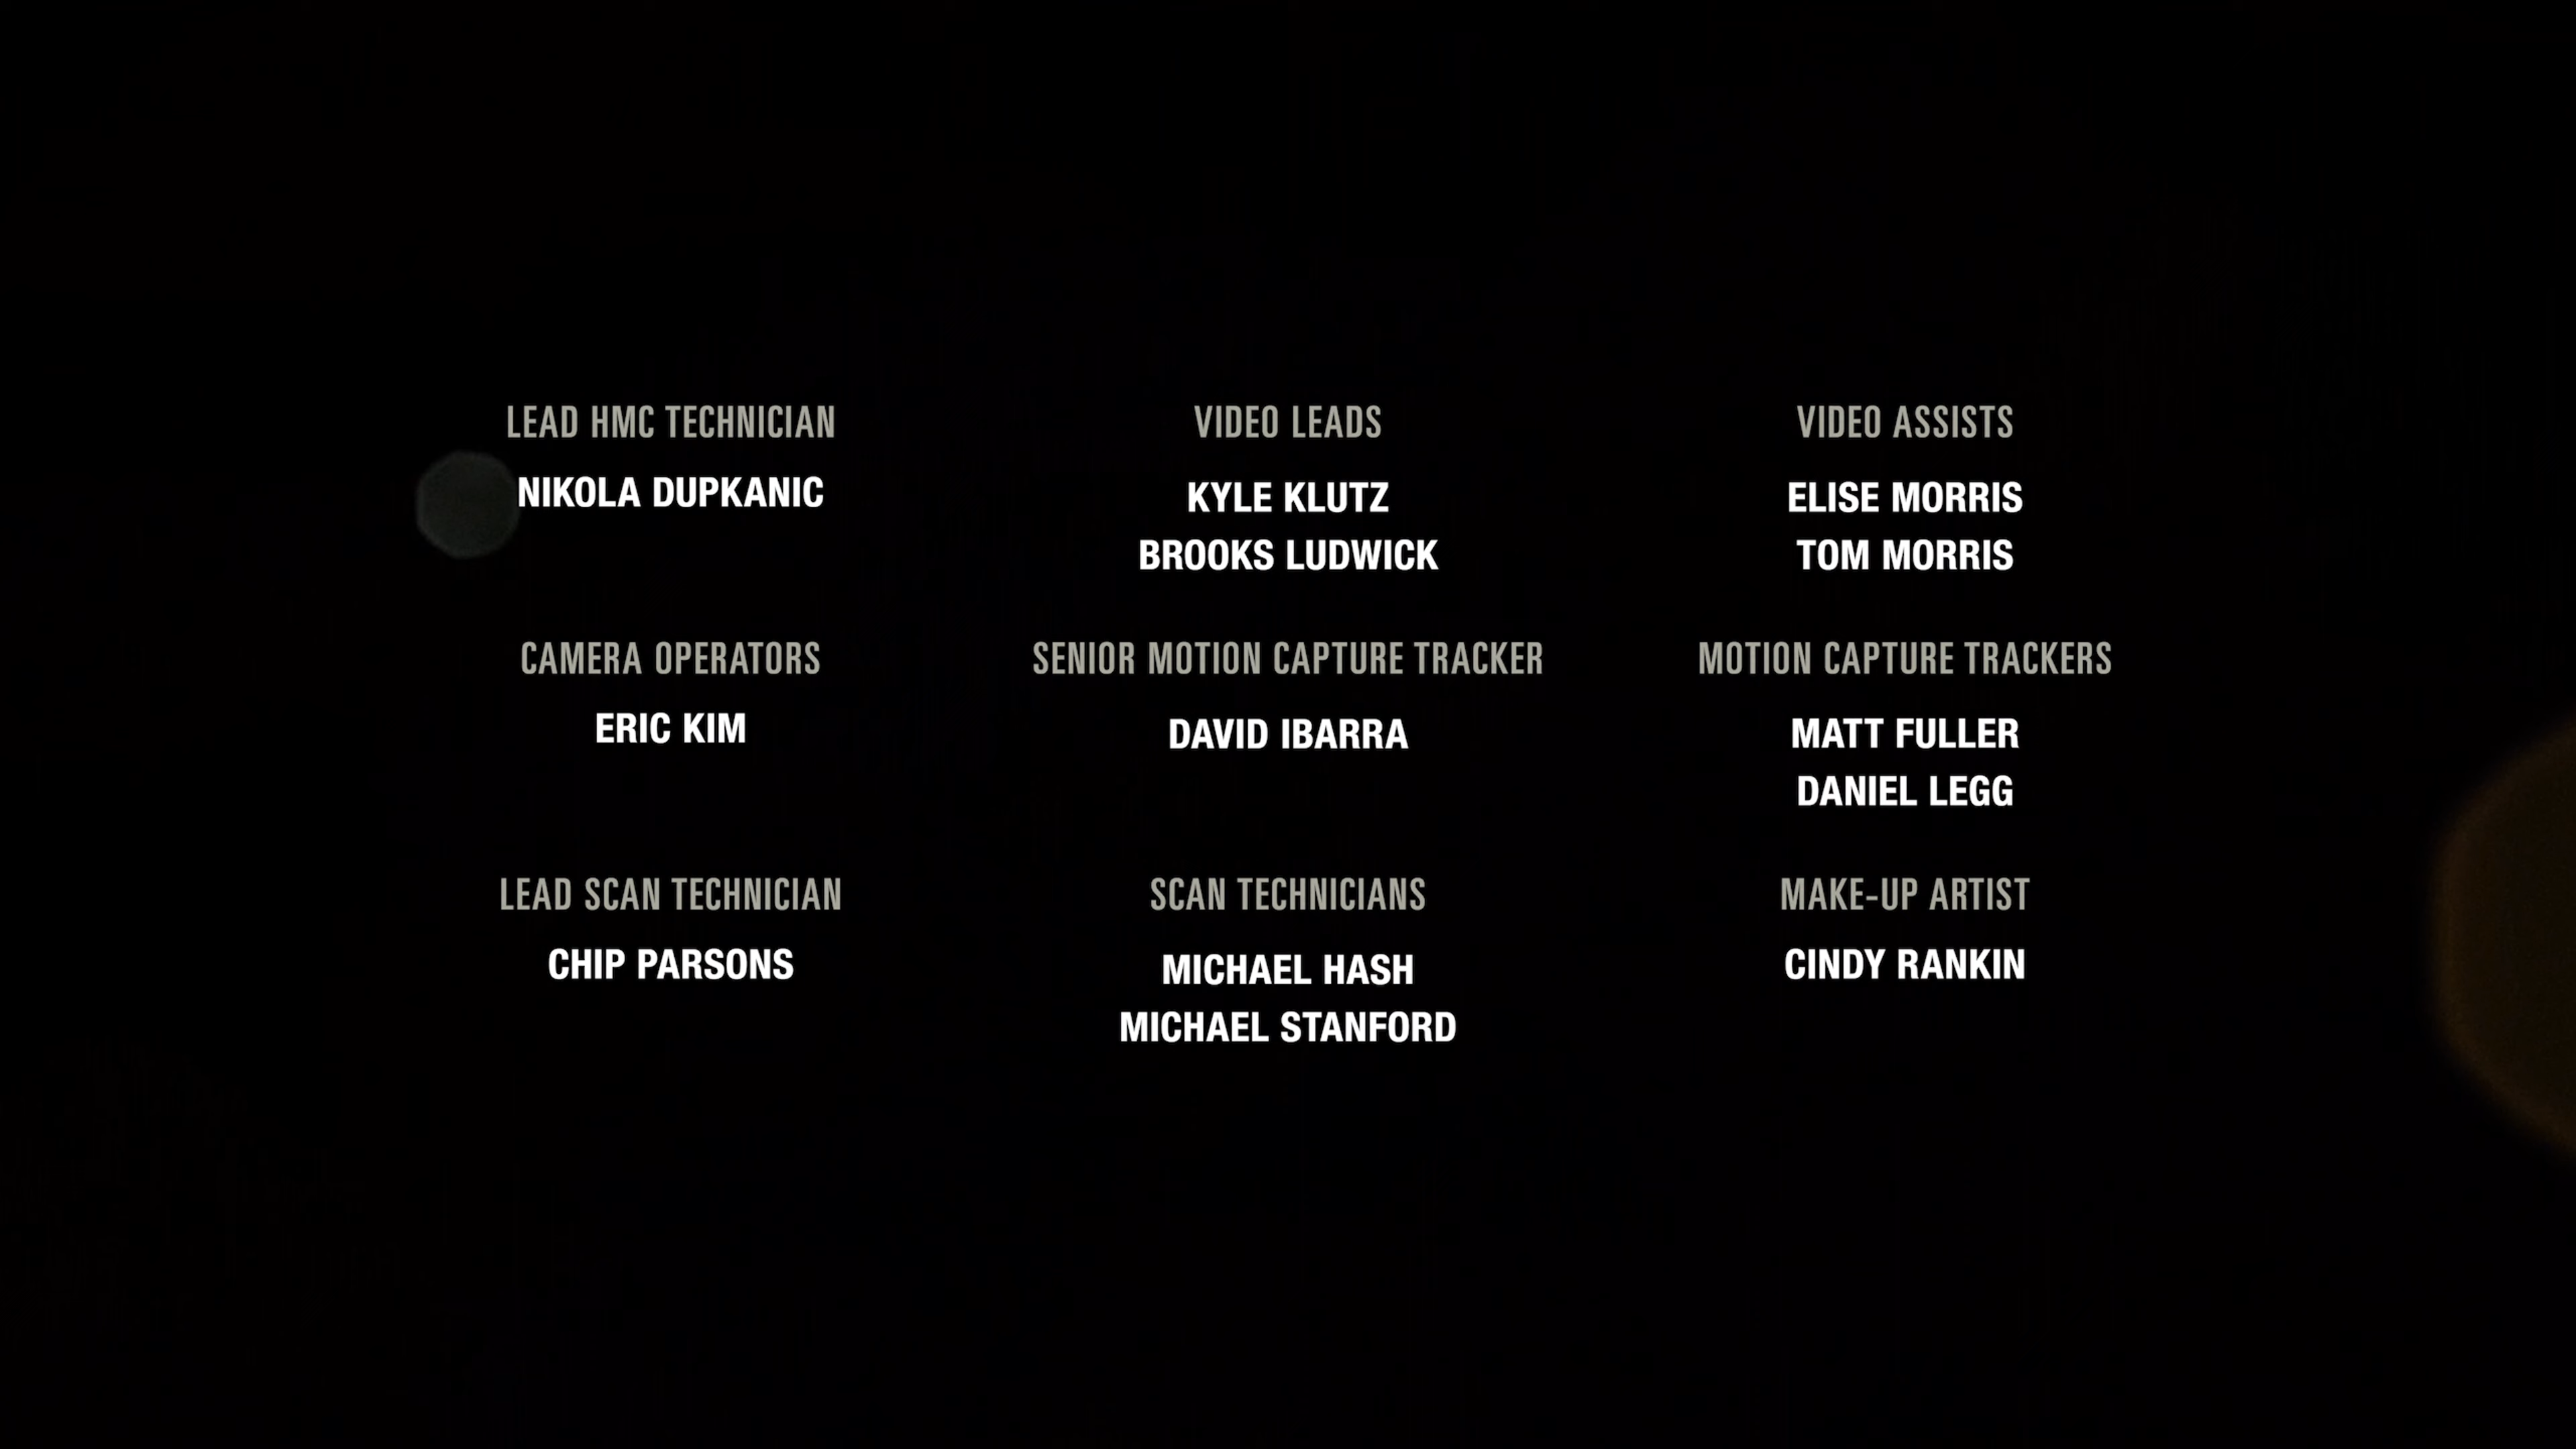 LEAD HMC TECHNICIAN
NIKOLA DUPKANIC
VIDEO LEADS
KYLE KLUTZ
BROOKS LUDWICK
VIDEO ASSISTS
ELISE MORRIS
TOM MORRIS
CAMERA OPERATORS
ERIC KIM
SENIOR MOTION CAPTURE TRACKER
DAVID IBARRA
MOTION CAPTURE TRACKERS
MATT FULLER
DANIEL LEGG
LEAD SCAN TECHNICIAN
CHIP PARSONS
SCAN TECHNICIANS
MICHAEL HASH
MICHAEL STANFORD
MAKE-UP ARTIST
CINDY RANKIN